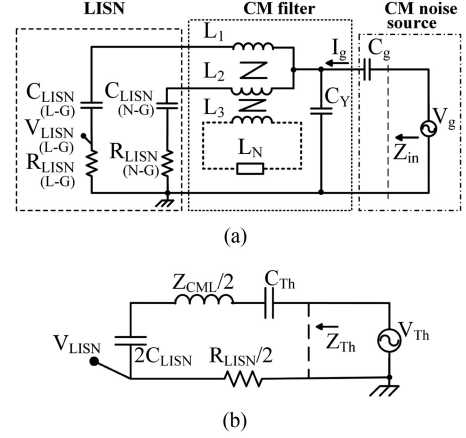 LISN CM filter CM noise source
L1
L2
L3
LN
Ig
Cg
CY
Vg
Zin
CLISN (L-G)
CLISN (N-G)
VLISN (L-G)
RLISN (L-G)
RLISN (N-G)
(a)
ZCML/2
CTh
VLISN
2CLISN
RLISN/2
ZTh
VTh
(b)